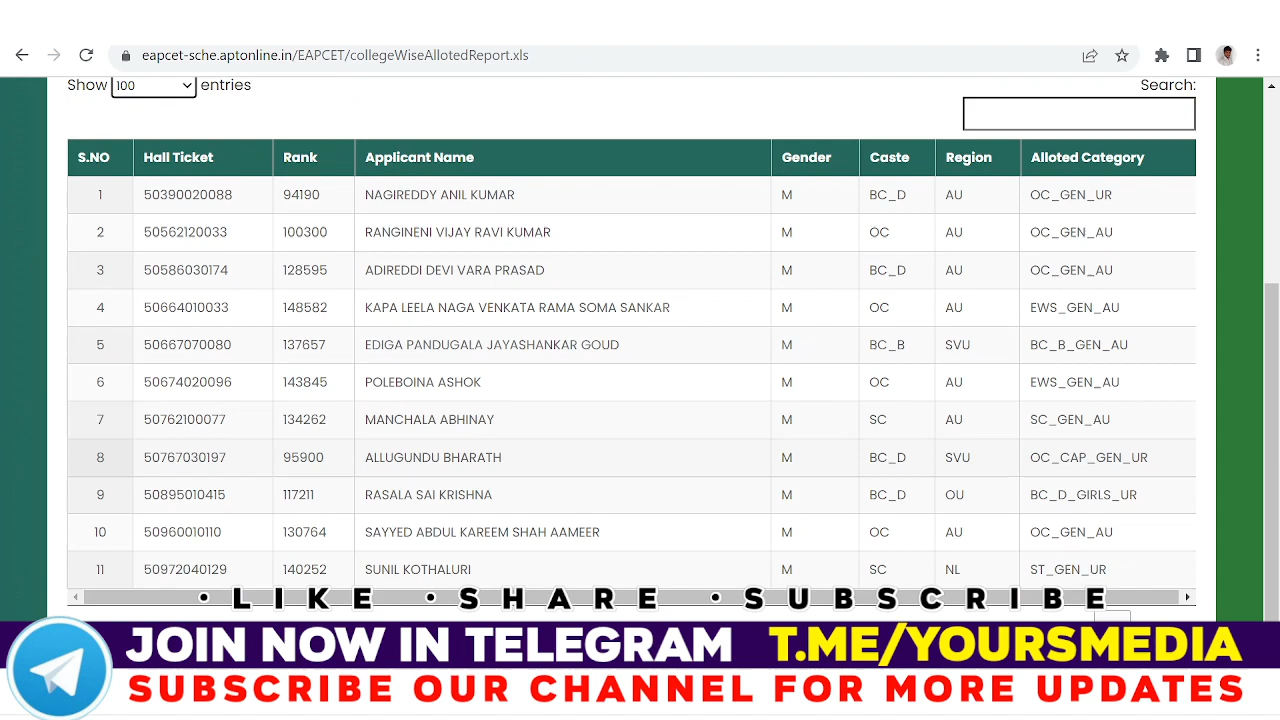 eapcet-sche.aptonline.in/EAPCET/collegeWiseAllotedReport.xls
Show 100 entries Search:
S.NO Hall Ticket Rank Applicant Name Gender Caste Region Alloted Category
1 50390020088 94190 NAGIREDDY ANIL KUMAR M BC_D AU OC_GEN_UR
2 50562120033 100300 RANGINENI VIJAY RAVI KUMAR M OC AU OC_GEN_AU
3 50586030174 128595 ADIREDDI DEVI VARA PRASAD M BC_D AU OC_GEN_AU
4 50664010033 148582 KAPA LEELA NAGA VENKATA RAMA SOMA SANKAR M OC AU EWS_GEN_AU
5 50667070080 137657 EDIGA PANDUGALA JAYASHANKAR GOUD M BC_B SVU BC_B_GEN_AU
6 50674020096 143845 POLEBOINA ASHOK M OC AU EWS_GEN_AU
7 50762100077 134262 MANCHALA ABHINAY M SC AU SC_GEN_AU
8 50767030197 95900 ALLUGUNDU BHARATH M BC_D SVU OC_CAP_GEN_UR
9 50895010415 117211 RASALA SAI KRISHNA M BC_D OU BC_D_GIRLS_UR
10 50960010110 130764 SAYYED ABDUL KAREEM SHAH AAMEER M OC AU OC_GEN_AU
11 50972040129 140252 SUNIL KOTHALURI M SC NL ST_GEN_UR
•LIKE •SHARE •SUBSCRIBE
JOIN NOW IN TELEGRAM T.ME/YOURSMEDIA
SUBSCRIBE OUR CHANNEL FOR MORE UPDATES